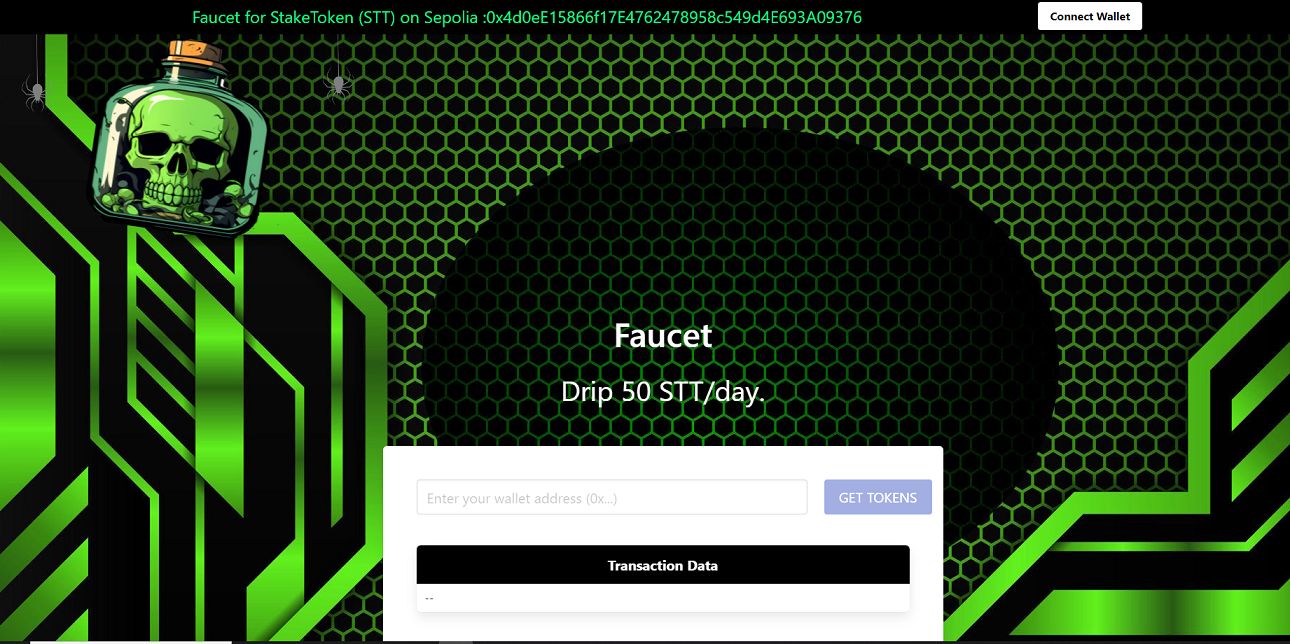 Faucet for StakeToken (STT) on Sepolia :0x4d0eE15866f17E4762478958c549d4E693A09376
Connect Wallet
Faucet
Drip 50 STT/day.
Enter your wallet address (0x...)
GET TOKENS
Transaction Data
--